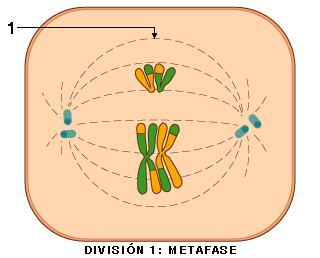 1
DIVISIÓN 1: METAFASE